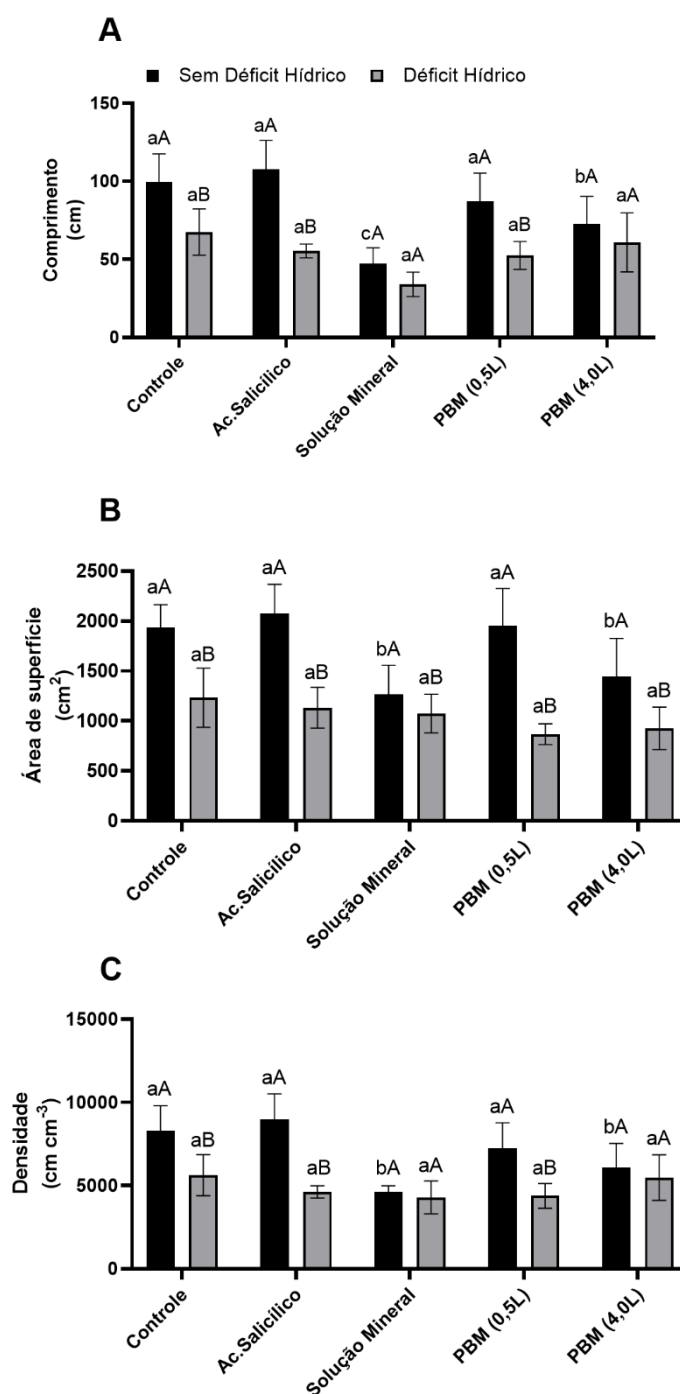 A
Sem Déficit Hídrico Déficit Hídrico
Comprimento
(cm)
150
100
50
0
aA aB aA aB cA aA aA aB bA aA
Controle
Ac.Salicílico
Solução Mineral
PBM (0,5L)
PBM (4,0L)
B
Área de superfície
(cm²)
2500
2000
1500
1000
500
0
aA aB aA aB bA aB aA aB bA aB
Controle
Ac.Salicílico
Solução Mineral
PBM (0,5L)
PBM (4,0L)
C
Densidade
(cm cm⁻³)
15000
10000
5000
0
aA aB aA aB bA aA aA aB bA aA
Controle
Ac.Salicílico
Solução Mineral
PBM (0,5L)
PBM (4,0L)